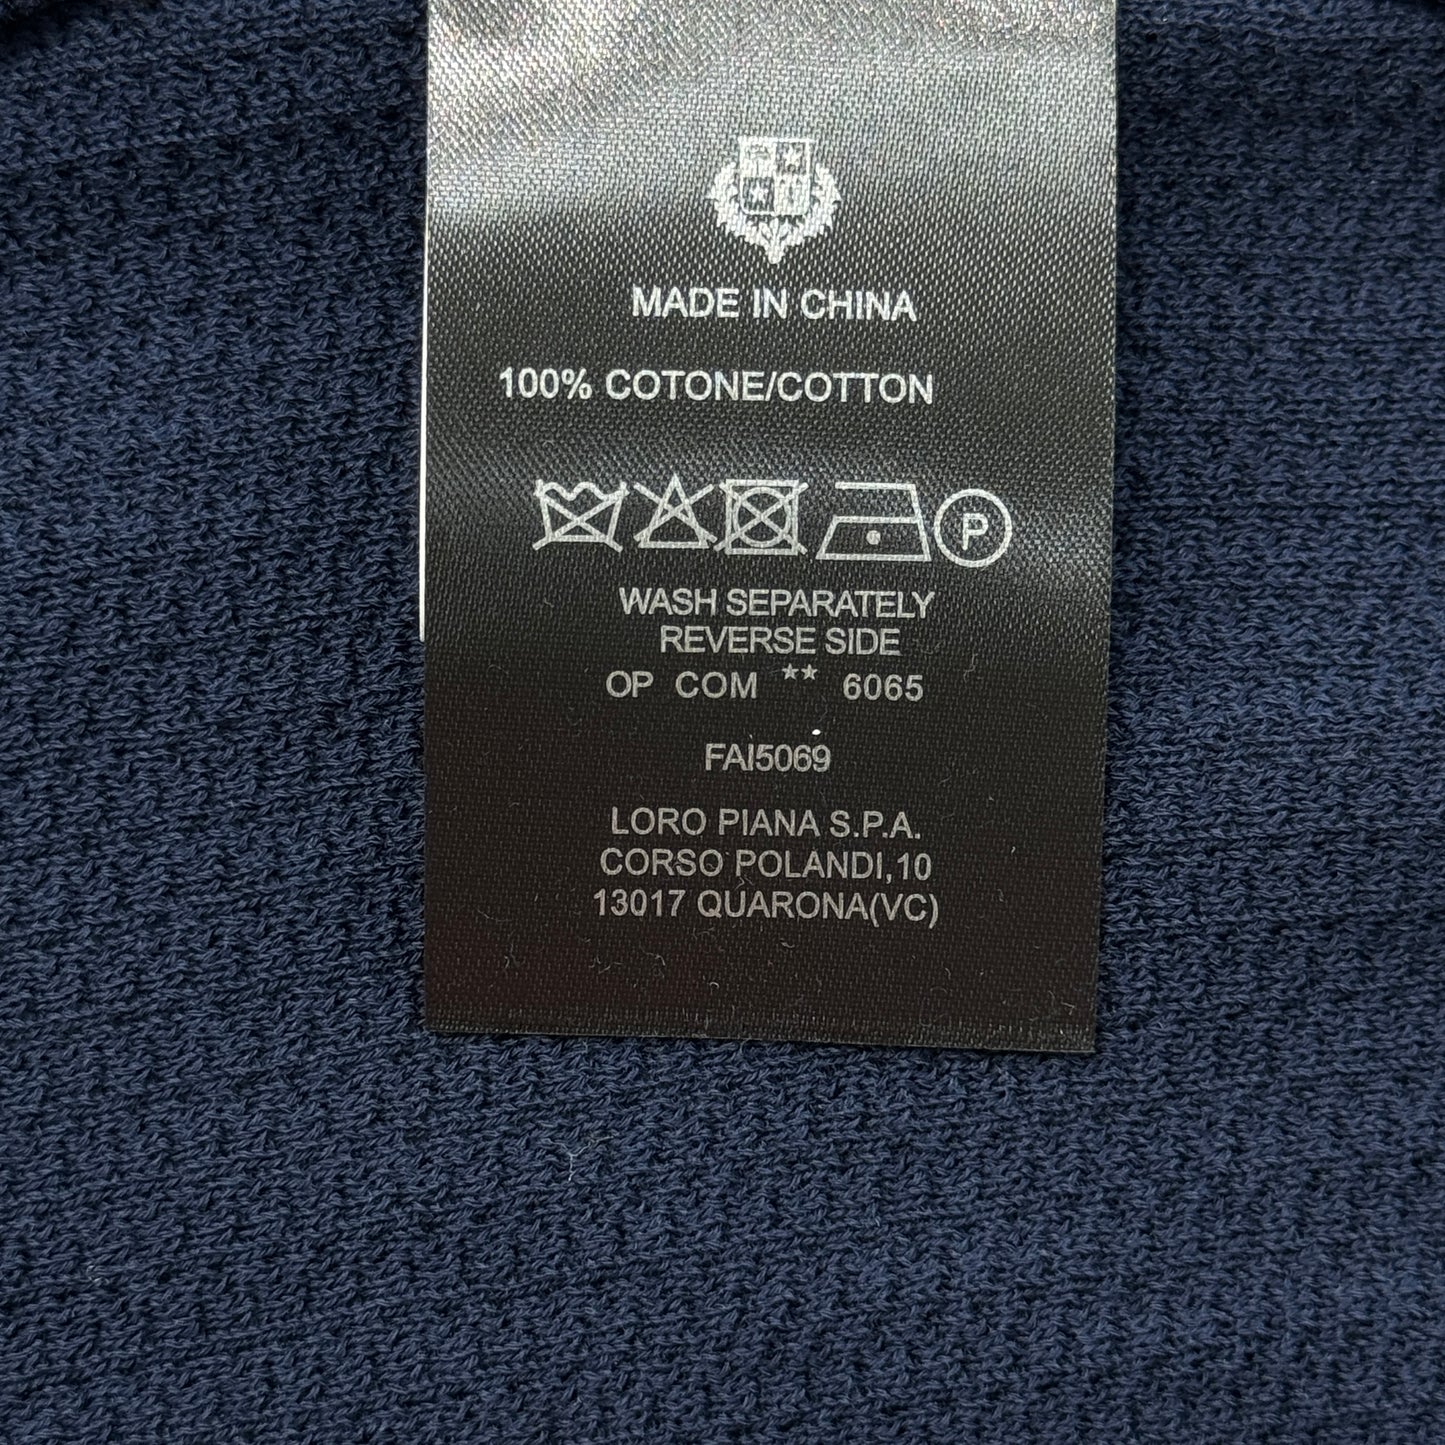 MADE IN CHINA
100% COTONE/COTTON
P
WASH SEPARATELY
REVERSE SIDE
OP COM ** 6065
FAI5069
LORO PIANA S.P.A.
CORSO POLANDI,10
13017 QUARONA(VC)